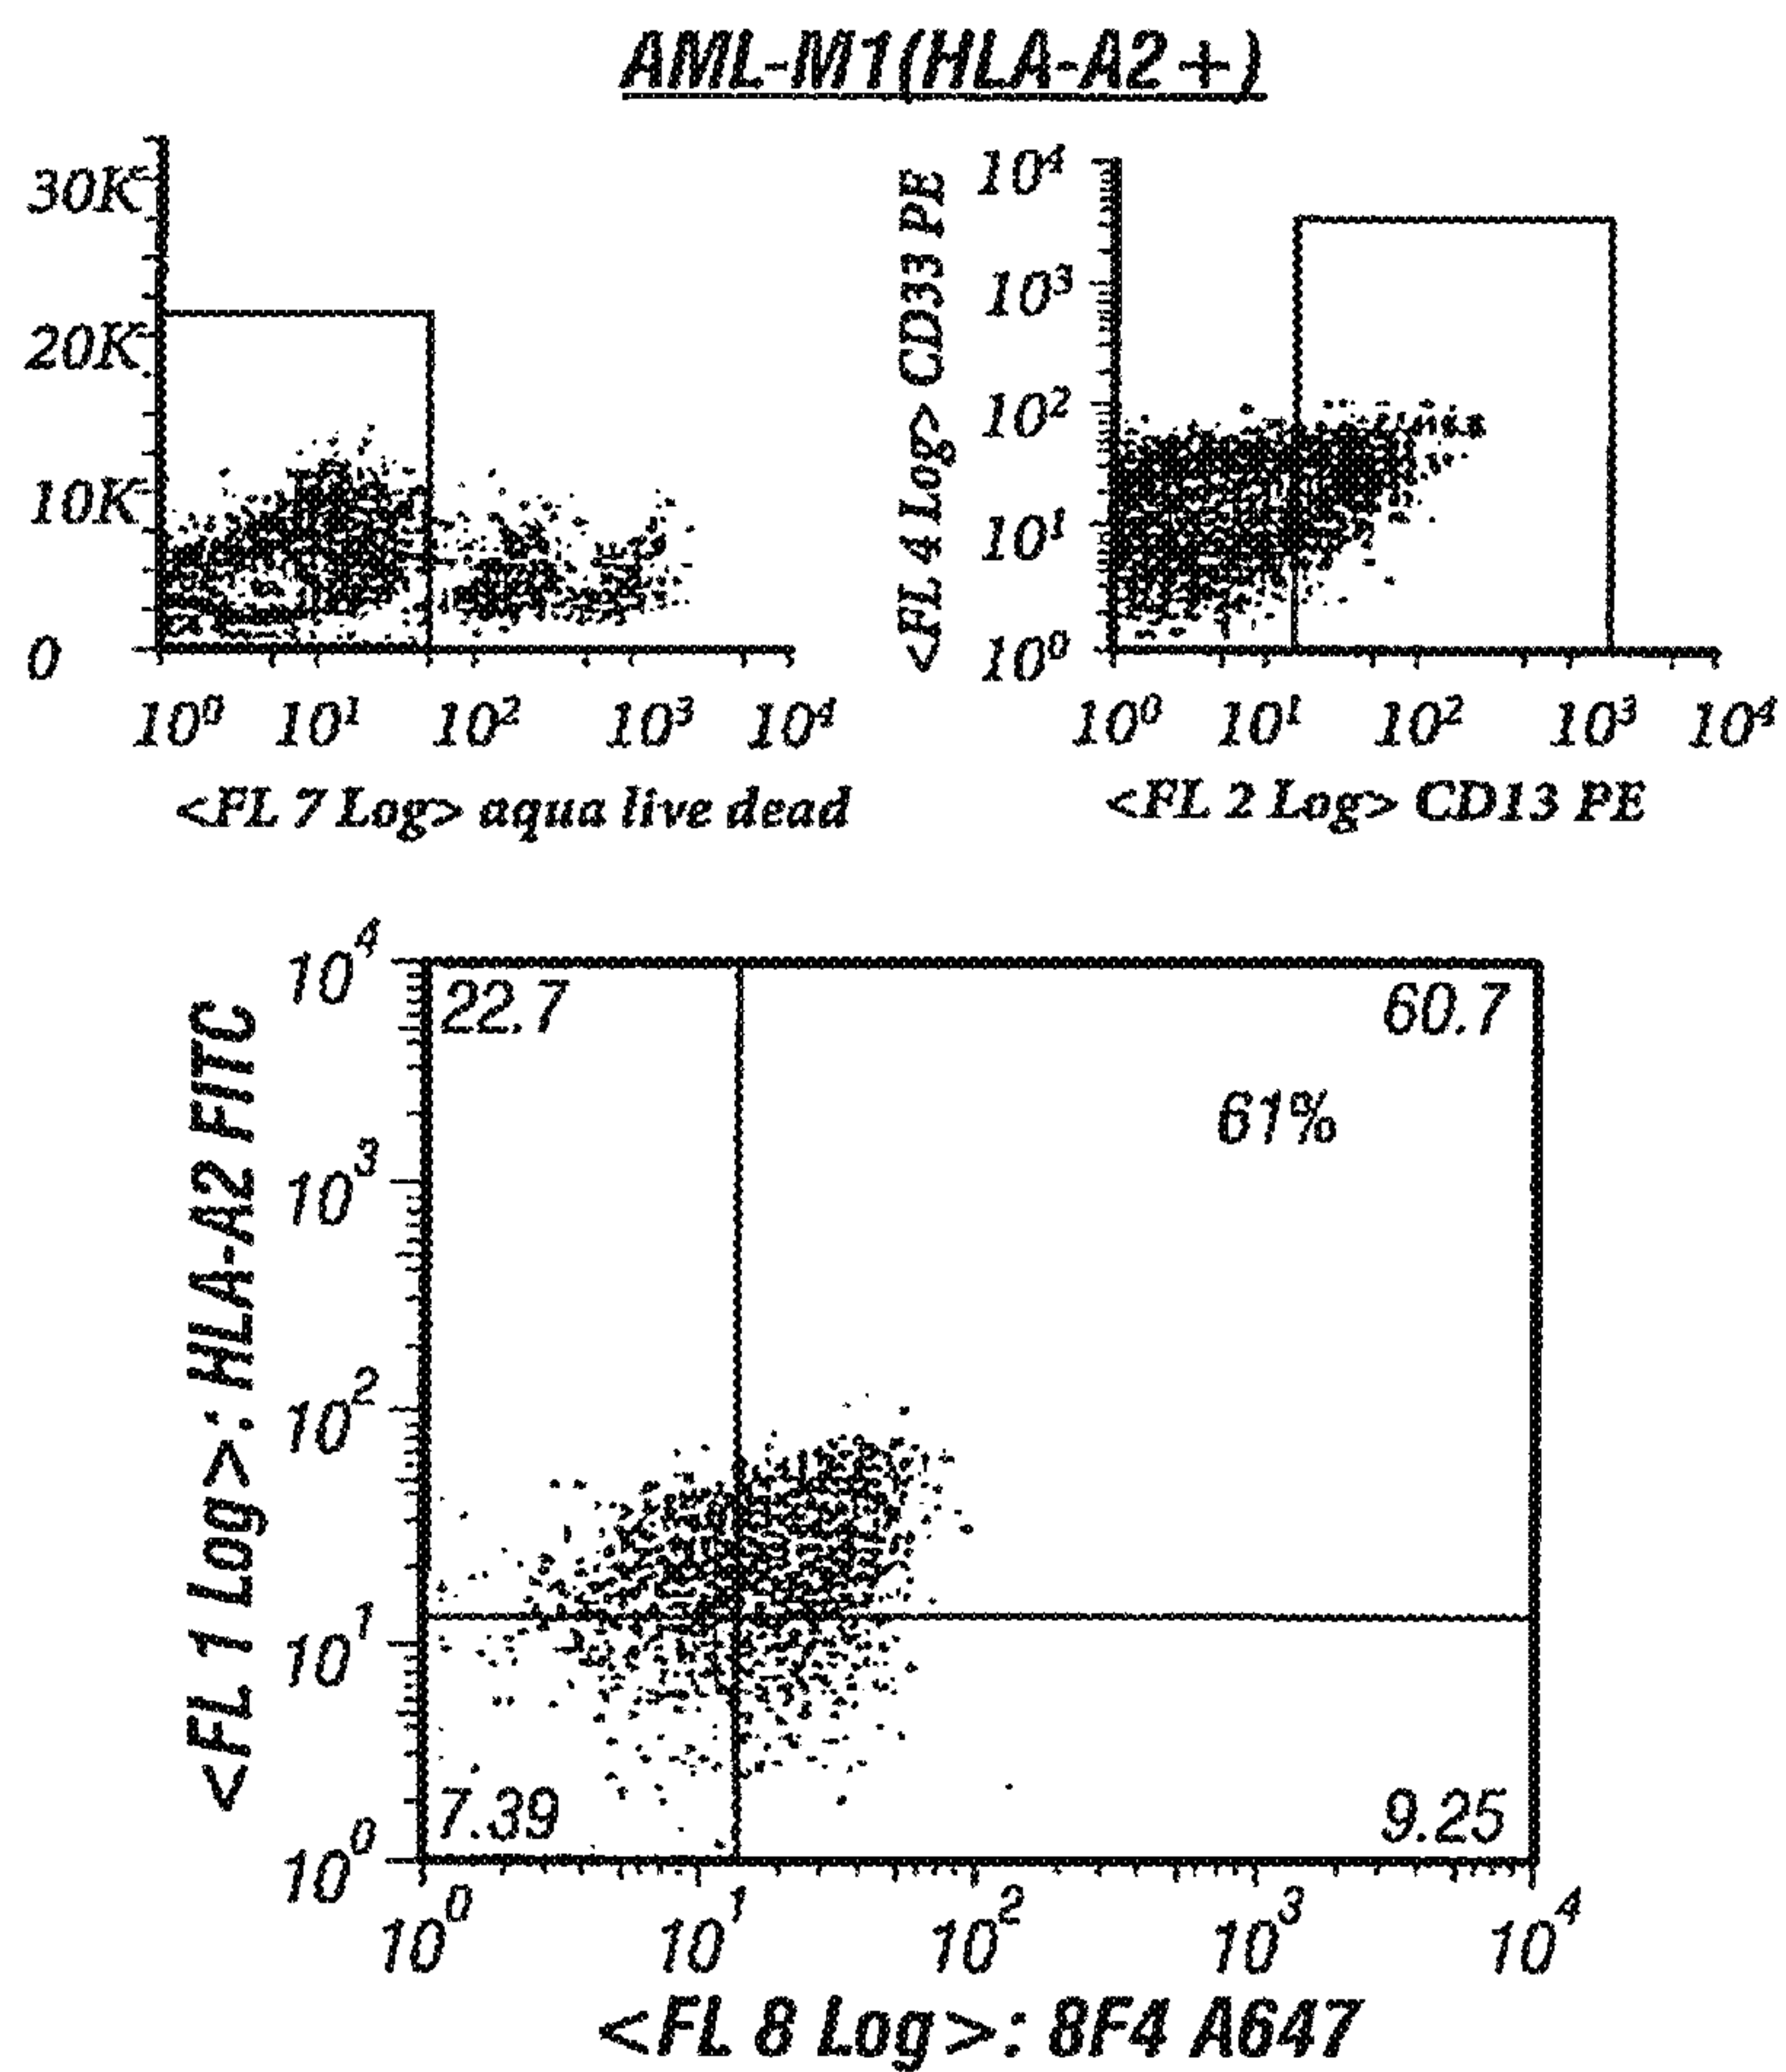 AML-M1(HLA-A2+)
30K
20K
10K
0
10⁰ 10¹ 10² 10³ 10⁴
<FL 7 Log> aqua live dead
<FL 4 Log> CD33 PE
10⁴
10³
10²
10¹
10⁰
10⁰ 10¹ 10² 10³ 10⁴
<FL 2 Log> CD13 PE
<FL 1 Log>: HLA-A2 FITC
10⁴
10³
10²
10¹
10⁰
22.7 60.7
61%
7.39 9.25
10⁰ 10¹ 10² 10³ 10⁴
<FL 8 Log>: 8F4 A647